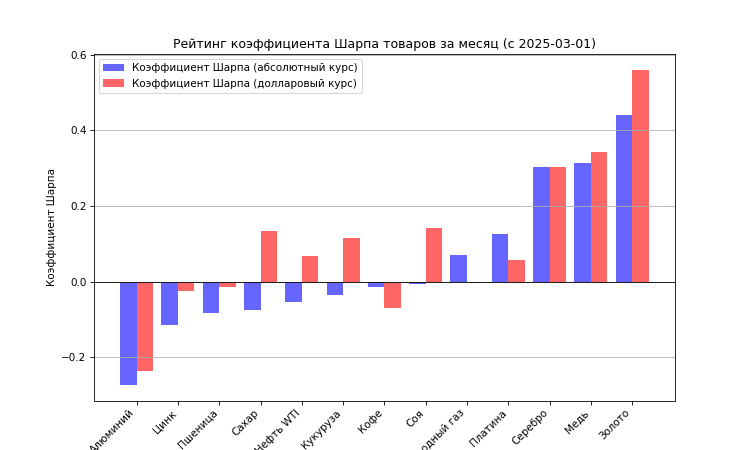 Рейтинг коэффициента Шарпа товаров за месяц (с 2025-03-01)
Коэффициент Шарпа (абсолютный курс)
Коэффициент Шарпа (долларовый курс)
Коэффициент Шарпа
0.6
0.4
0.2
0.0
−0.2
Алюминий
Цинк
Пшеница
Сахар
Нефть WTI
Кукуруза
Кофе
Соя
одный газ
Платина
Серебро
Медь
Золото